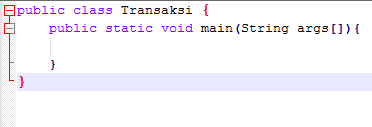 public class Transaksi {
public static void main(String args[]){
}
}